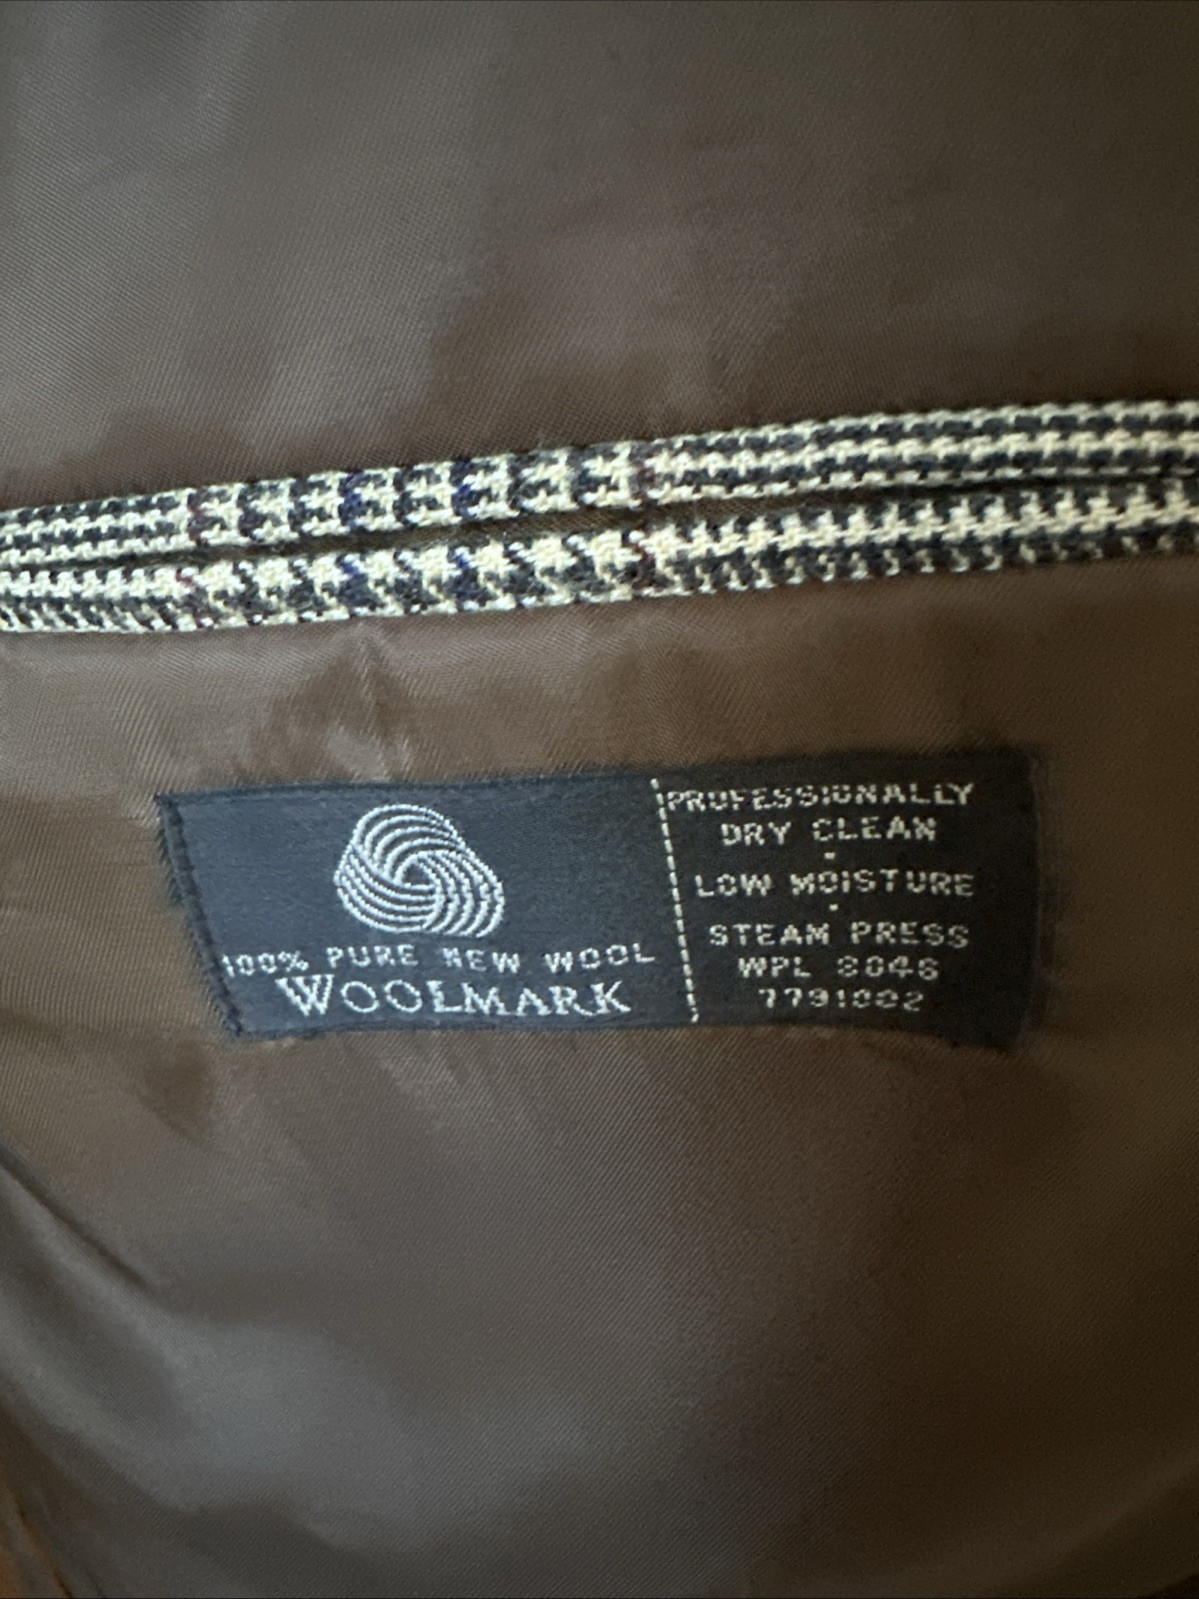 100% PURE NEW WOOL
WOOLMARK
PROFESSIONALLY
DRY CLEAN
•
LOW MOISTURE
•
STEAM PRESS
WPL 8046
7791002